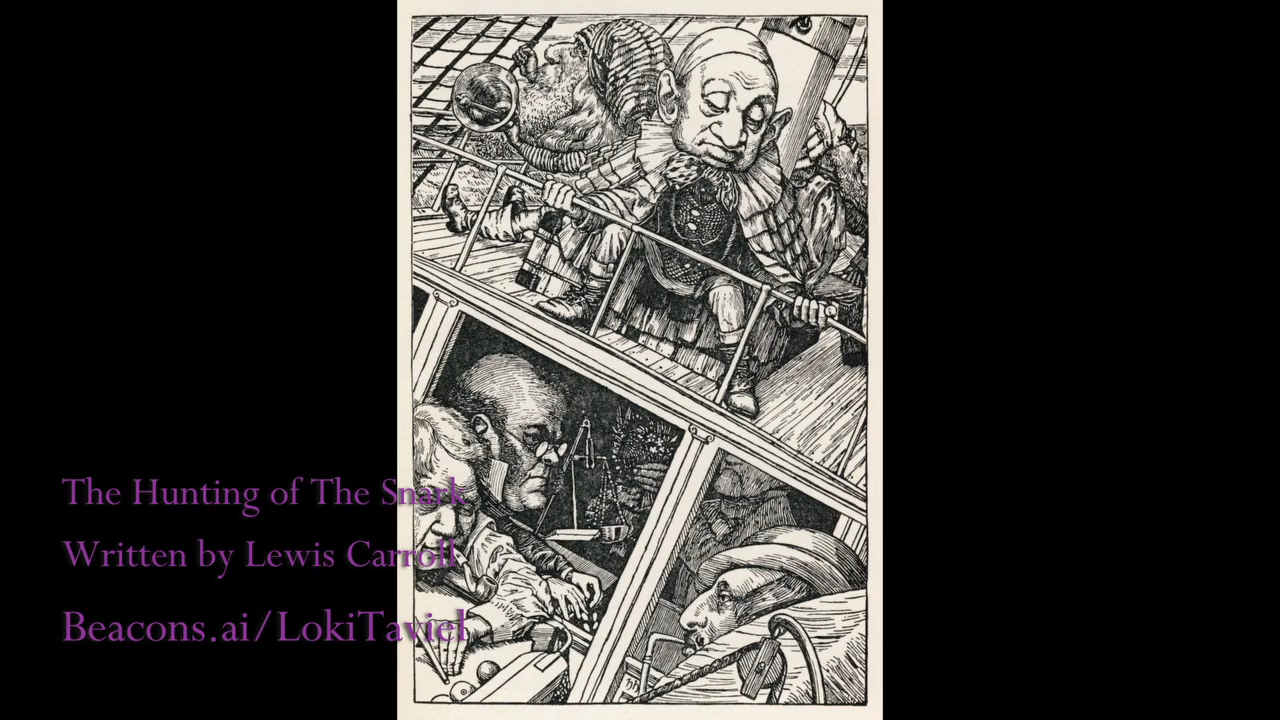 The Hunting of The Snark
Written by Lewis Carroll
Beacons.ai/LokiTaviel